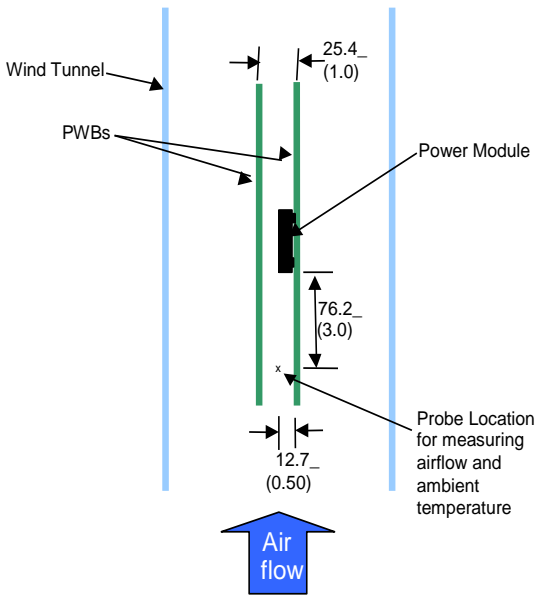 25.4_
(1.0)
Wind Tunnel
PWBs
Power Module
76.2_
(3.0)
x
Probe Location
for measuring
airflow and
ambient
temperature
12.7_
(0.50)
Air
flow